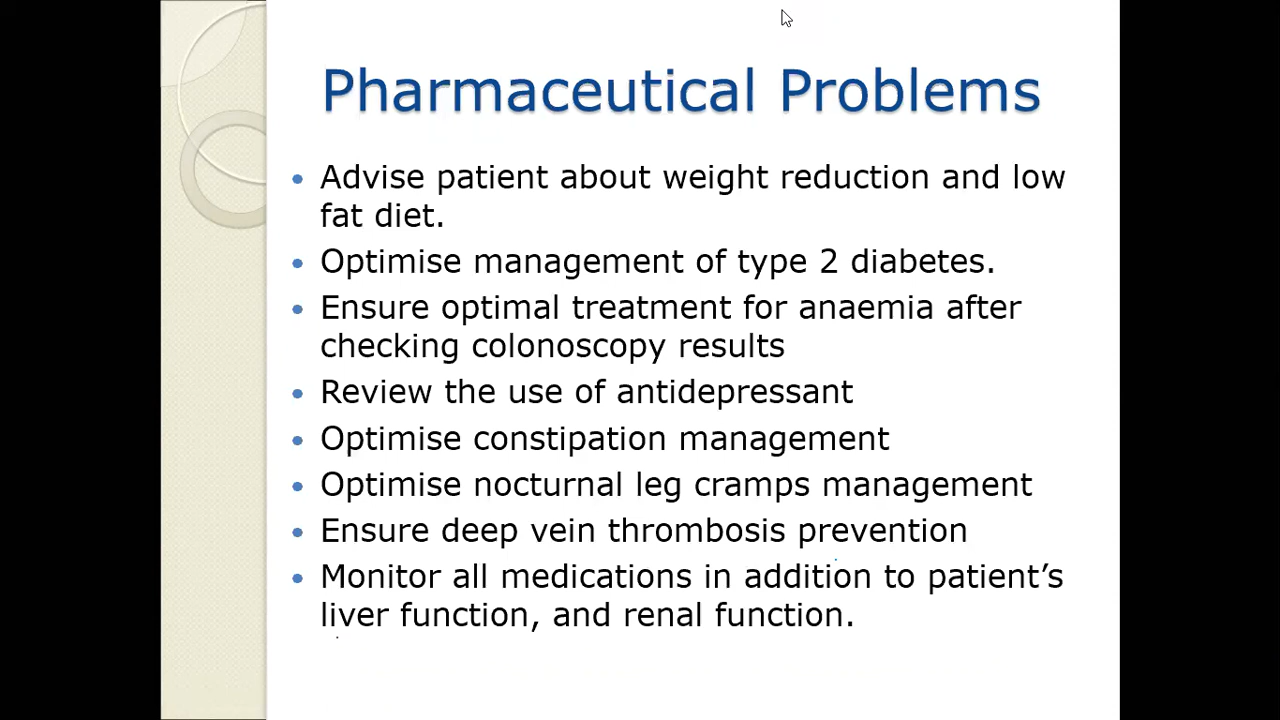 Pharmaceutical Problems
• Advise patient about weight reduction and low
fat diet.
• Optimise management of type 2 diabetes.
• Ensure optimal treatment for anaemia after
checking colonoscopy results
• Review the use of antidepressant
• Optimise constipation management
• Optimise nocturnal leg cramps management
• Ensure deep vein thrombosis prevention
• Monitor all medications in addition to patient’s
liver function, and renal function.